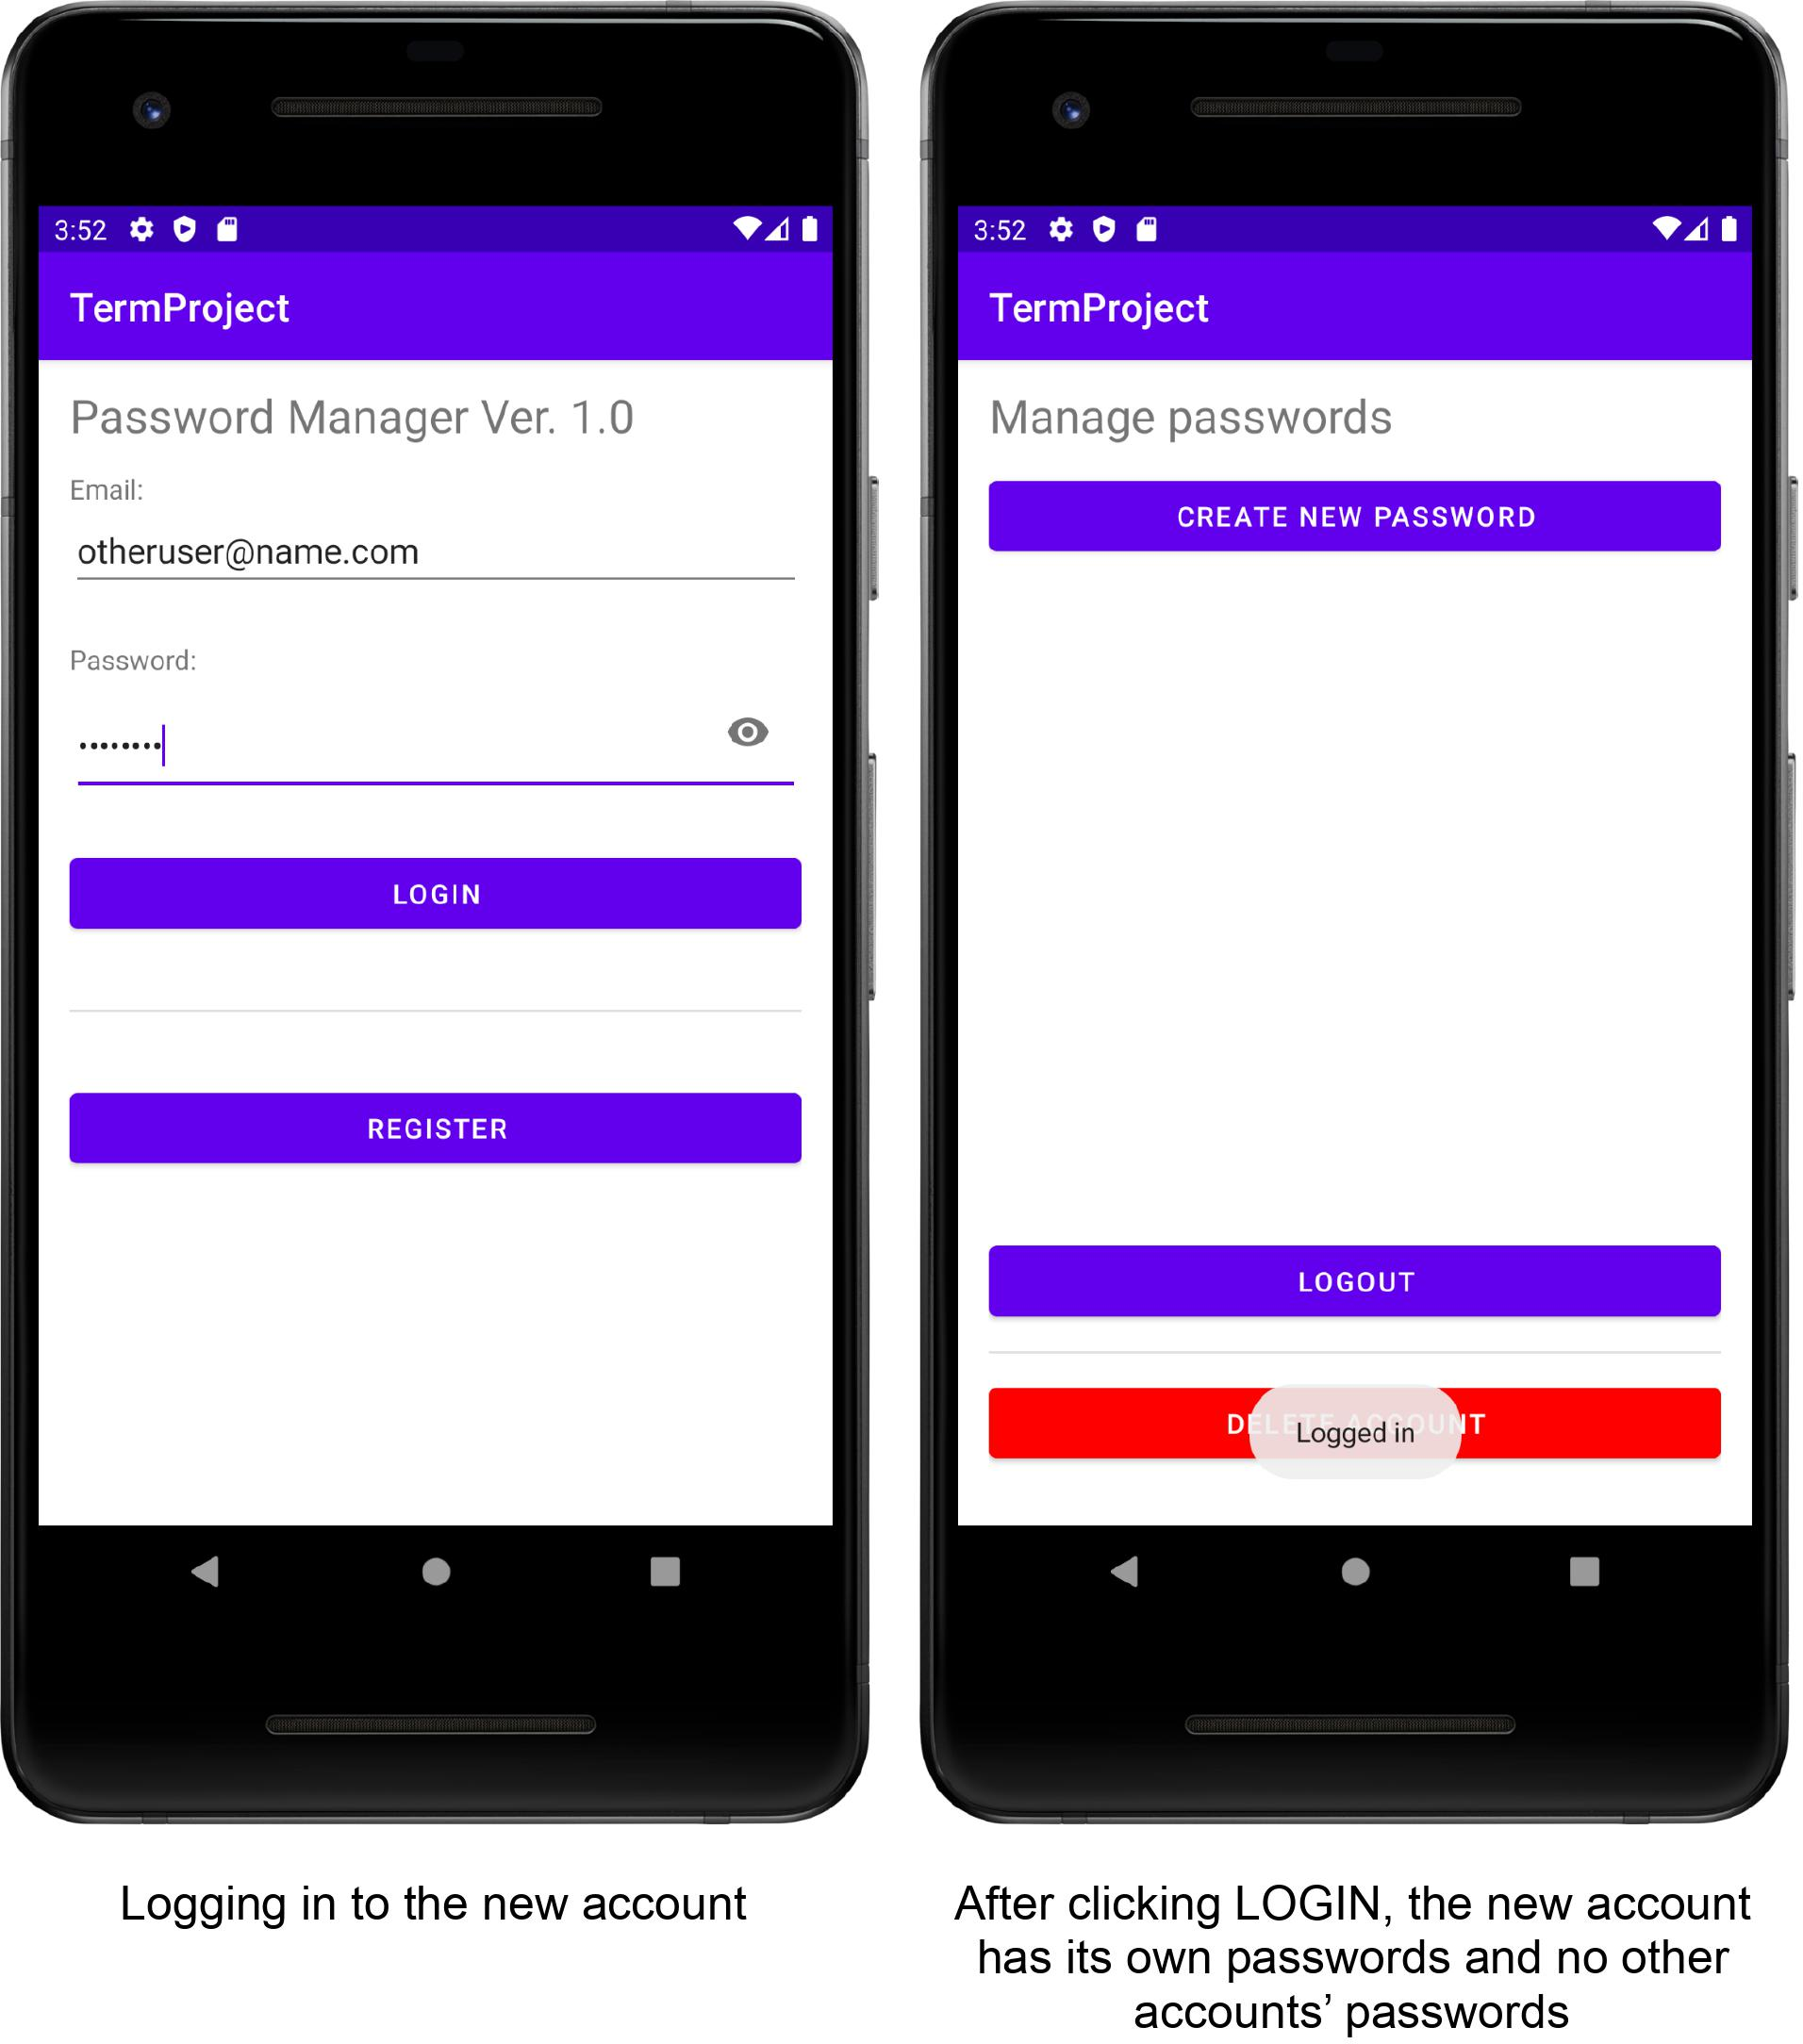 3:52
TermProject
Password Manager Ver. 1.0
Email:
otheruser@name.com
Password:
••••••••
LOGIN
REGISTER
Logging in to the new account
3:52
TermProject
Manage passwords
CREATE NEW PASSWORD
LOGOUT
DELETE ACCOUNT
Logged in
After clicking LOGIN, the new account
has its own passwords and no other
accounts’ passwords